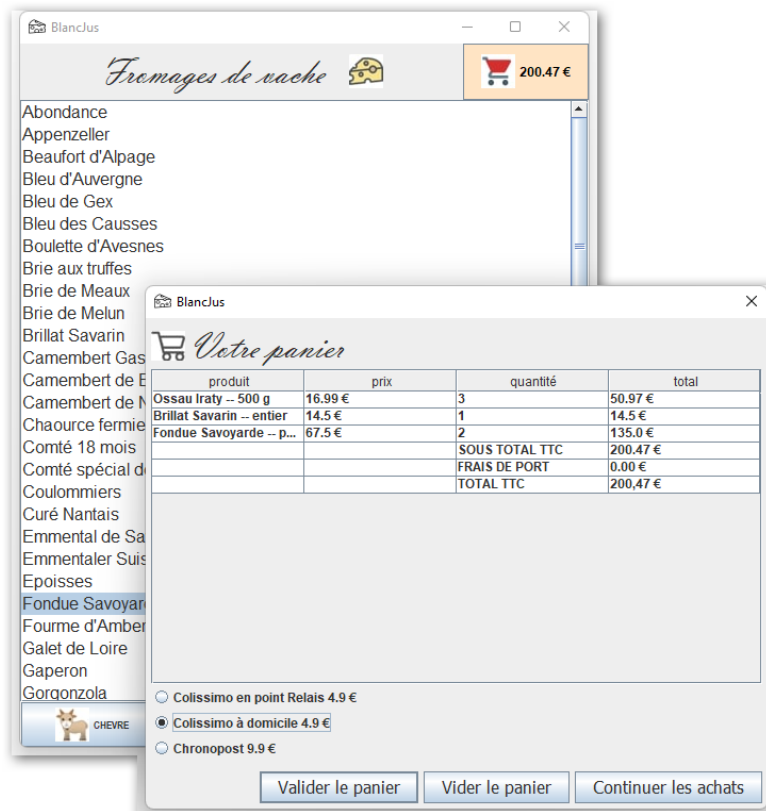 BlancJus
Fromages de vache
200.47 €
Abondance
Appenzeller
Beaufort d'Alpage
Bleu d'Auvergne
Bleu de Gex
Bleu des Causses
Boulette d'Avesnes
Brie aux truffes
Brie de Meaux
Brie de Melun
Brillat Savarin
Camembert Gas
Camembert de
Camembert de
Chaource fermie
Comté 18 mois
Comté spécial d
Coulommiers
Curé Nantais
Emmental de Sa
Emmentaler Suis
Epoisses
Fondue Savoyar
Fourme d'Amber
Galet de Loire
Gaperon
Gorgonzola
CHEVRE
BlancJus
Votre panier
produit prix quantité total
Ossau Iraty -- 500 g 16.99 € 3 50.97 €
Brillat Savarin -- entier 14.5 € 1 14.5 €
Fondue Savoyarde -- p... 67.5 € 2 135.0 €
SOUS TOTAL TTC 200.47 €
FRAIS DE PORT 0.00 €
TOTAL TTC 200,47 €
Colissimo en point Relais 4.9 €
Colissimo à domicile 4.9 €
Chronopost 9.9 €
Valider le panier Vider le panier Continuer les achats